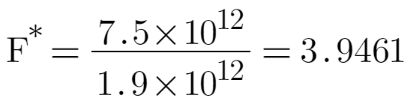 F* = 7.5×10^12 / 1.9×10^12 = 3.9461